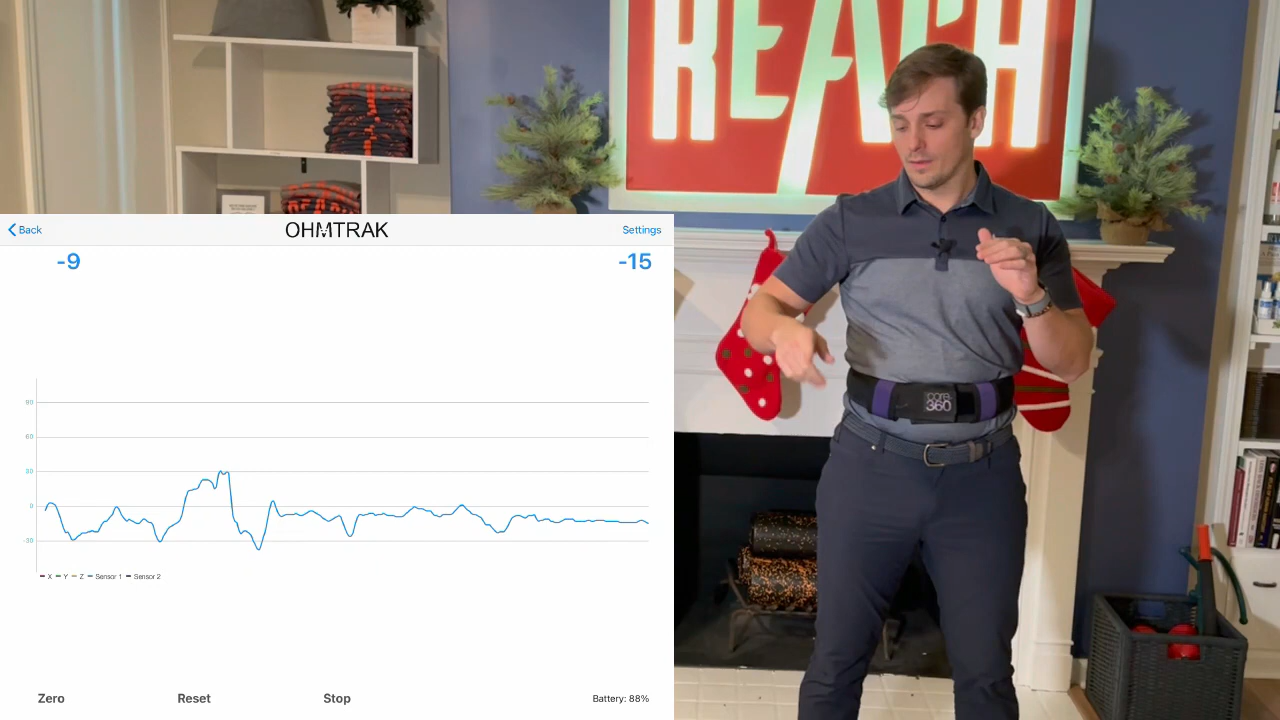 REACH
Back
OHMTRAK
Settings
-9
-15
90
60
30
0
-30
X Y Z Sensor 1 Sensor 2
Zero
Reset
Stop
Battery: 88%
core
360